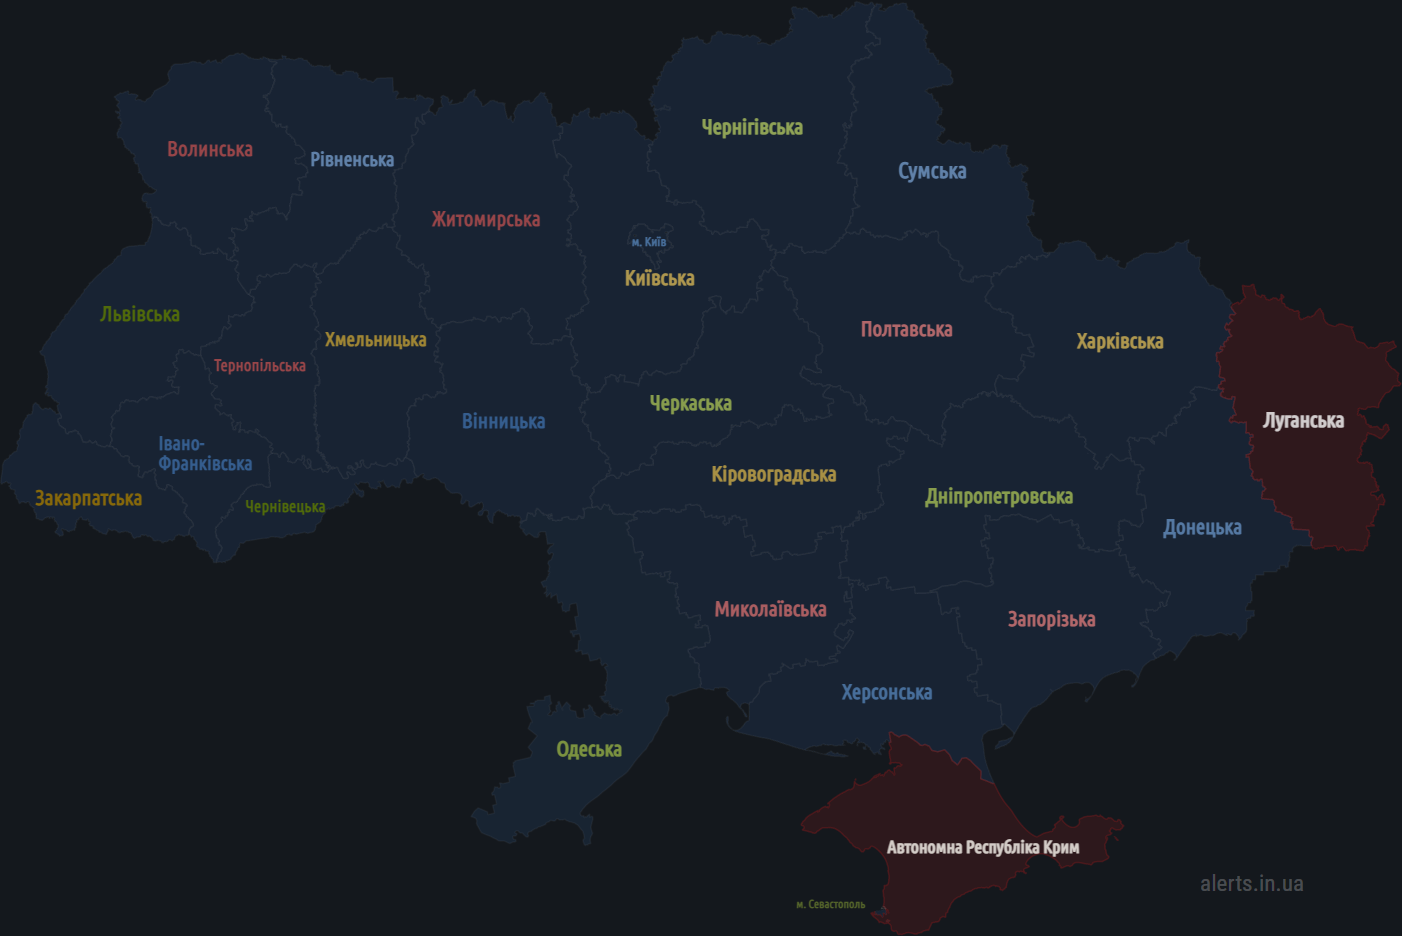 Чернігівська
Волинська
Рівненська
Сумська
Житомирська
м. Київ
Київська
Львівська
Полтавська
Хмельницька
Харківська
Тернопільська
Черкаська
Вінницька
Луганська
Івано-
Франківська
Кіровоградська
Закарпатська
Дніпропетровська
Чернівецька
Донецька
Миколаївська
Запорізька
Херсонська
Одеська
Автономна Республіка Крим
alerts.in.ua
м. Севастополь